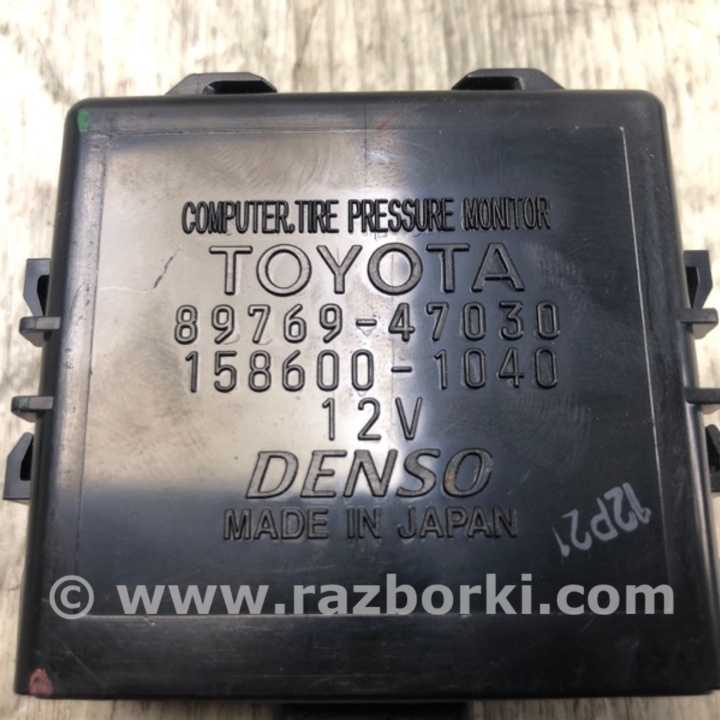 COMPUTER.TIRE PRESSURE MONITOR
TOYOTA
89769-47030
158600-1040
12V
DENSO
MADE IN JAPAN
12P21
© www.razborki.com